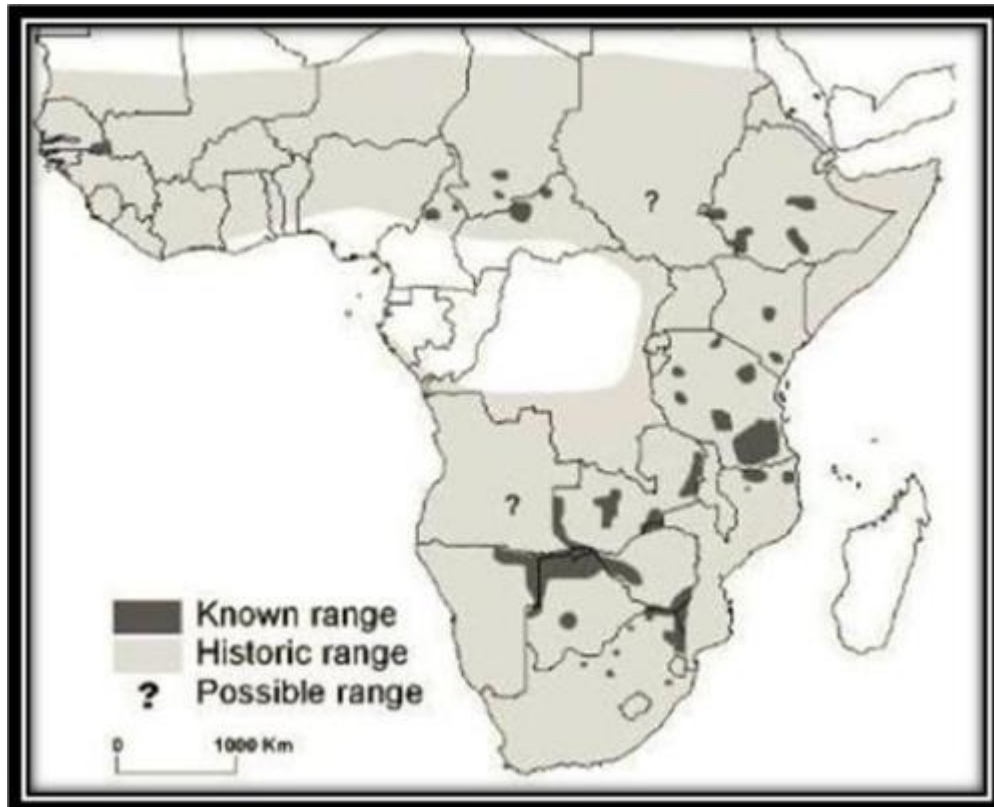 ?
?
Known range
Historic range
? Possible range
0 1000 Km